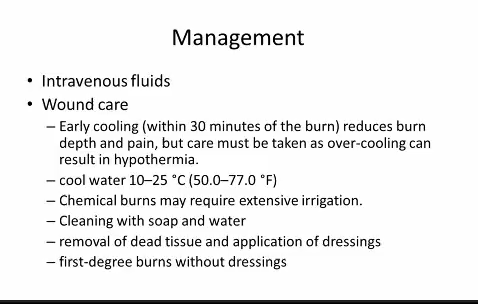 Management
• Intravenous fluids
• Wound care
– Early cooling (within 30 minutes of the burn) reduces burn
depth and pain, but care must be taken as over-cooling can
result in hypothermia.
– cool water 10–25 °C (50.0–77.0 °F)
– Chemical burns may require extensive irrigation.
– Cleaning with soap and water
– removal of dead tissue and application of dressings
– first-degree burns without dressings